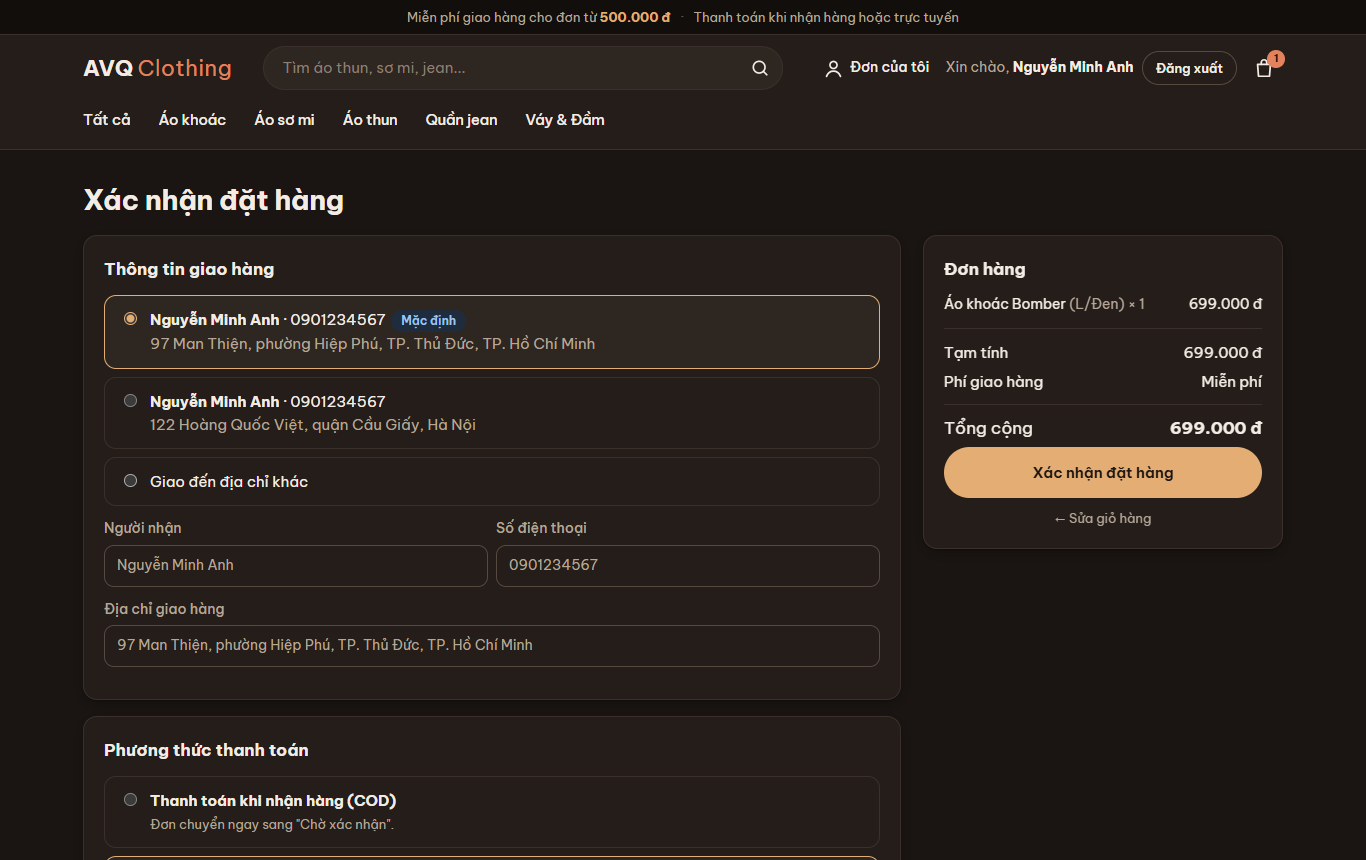 Miễn phí giao hàng cho đơn từ 500.000 đ · Thanh toán khi nhận hàng hoặc trực tuyến
AVQ Clothing
Tìm áo thun, sơ mi, jean...
Đơn của tôi
Xin chào, Nguyễn Minh Anh
Đăng xuất
1
Tất cả
Áo khoác
Áo sơ mi
Áo thun
Quần jean
Váy & Đầm
Xác nhận đặt hàng
Thông tin giao hàng
Nguyễn Minh Anh · 0901234567 Mặc định
97 Man Thiện, phường Hiệp Phú, TP. Thủ Đức, TP. Hồ Chí Minh
Nguyễn Minh Anh · 0901234567
122 Hoàng Quốc Việt, quận Cầu Giấy, Hà Nội
Giao đến địa chỉ khác
Người nhận
Số điện thoại
Nguyễn Minh Anh
0901234567
Địa chỉ giao hàng
97 Man Thiện, phường Hiệp Phú, TP. Thủ Đức, TP. Hồ Chí Minh
Phương thức thanh toán
Thanh toán khi nhận hàng (COD)
Đơn chuyển ngay sang "Chờ xác nhận".
Đơn hàng
Áo khoác Bomber (L/Đen) × 1 699.000 đ
Tạm tính 699.000 đ
Phí giao hàng Miễn phí
Tổng cộng 699.000 đ
Xác nhận đặt hàng
← Sửa giỏ hàng